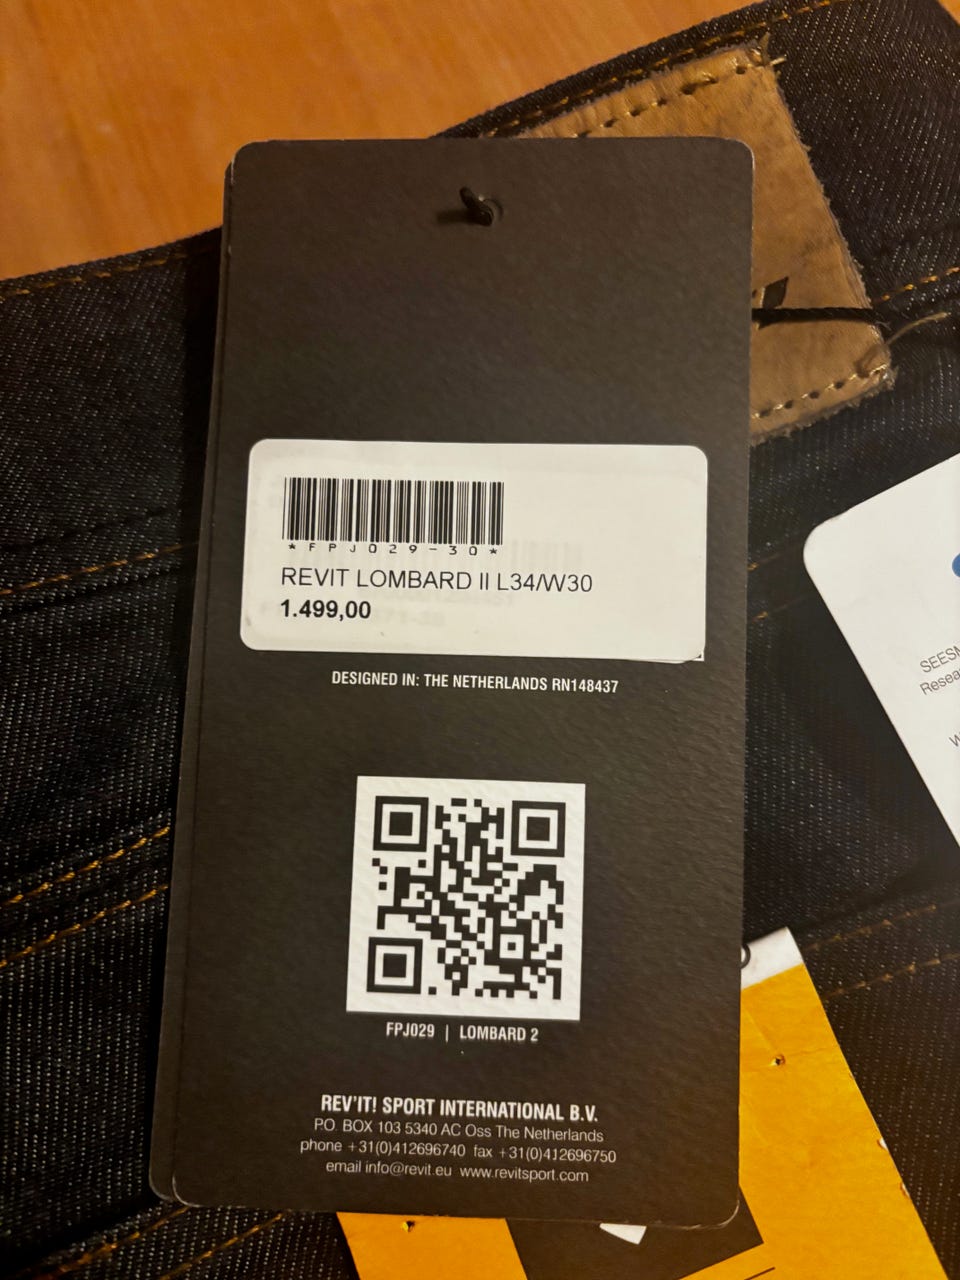 *FPJ029-30*
REVIT LOMBARD II L34/W30
1.499,00
DESIGNED IN: THE NETHERLANDS RN148437
FPJ029 | LOMBARD 2
REV'IT! SPORT INTERNATIONAL B.V.
P.O. BOX 103 5340 AC Oss The Netherlands
phone +31(0)412696740 fax +31(0)412696750
email info@revit.eu www.revitsport.com